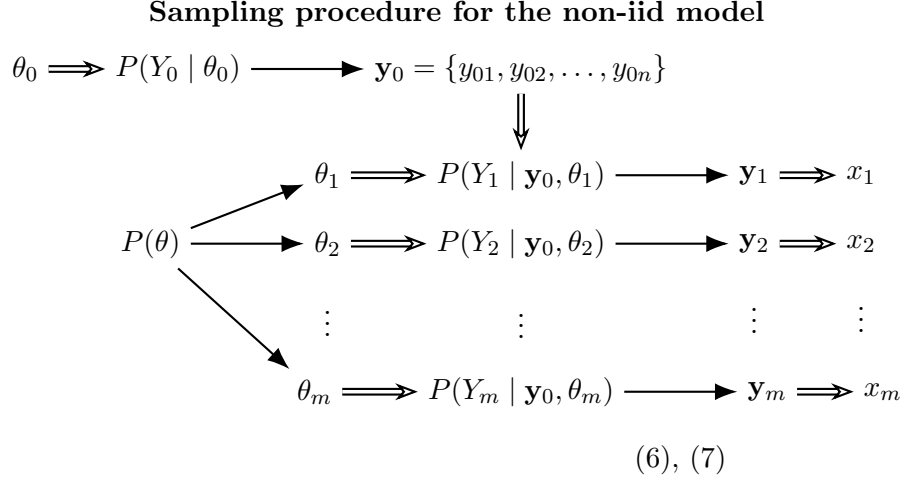 Sampling procedure for the non-iid model
θ₀ ⟹ P(Y₀ | θ₀) ⟶ 𝐲₀ = {y₀₁, y₀₂, . . . , y₀ₙ}
⇓
θ₁ ⟹ P(Y₁ | 𝐲₀, θ₁) ⟶ 𝐲₁ ⟹ x₁
P(θ) ⟶ θ₂ ⟹ P(Y₂ | 𝐲₀, θ₂) ⟶ 𝐲₂ ⟹ x₂
⋮ ⋮ ⋮ ⋮
θₘ ⟹ P(Yₘ | 𝐲₀, θₘ) ⟶ 𝐲ₘ ⟹ xₘ
(6), (7)